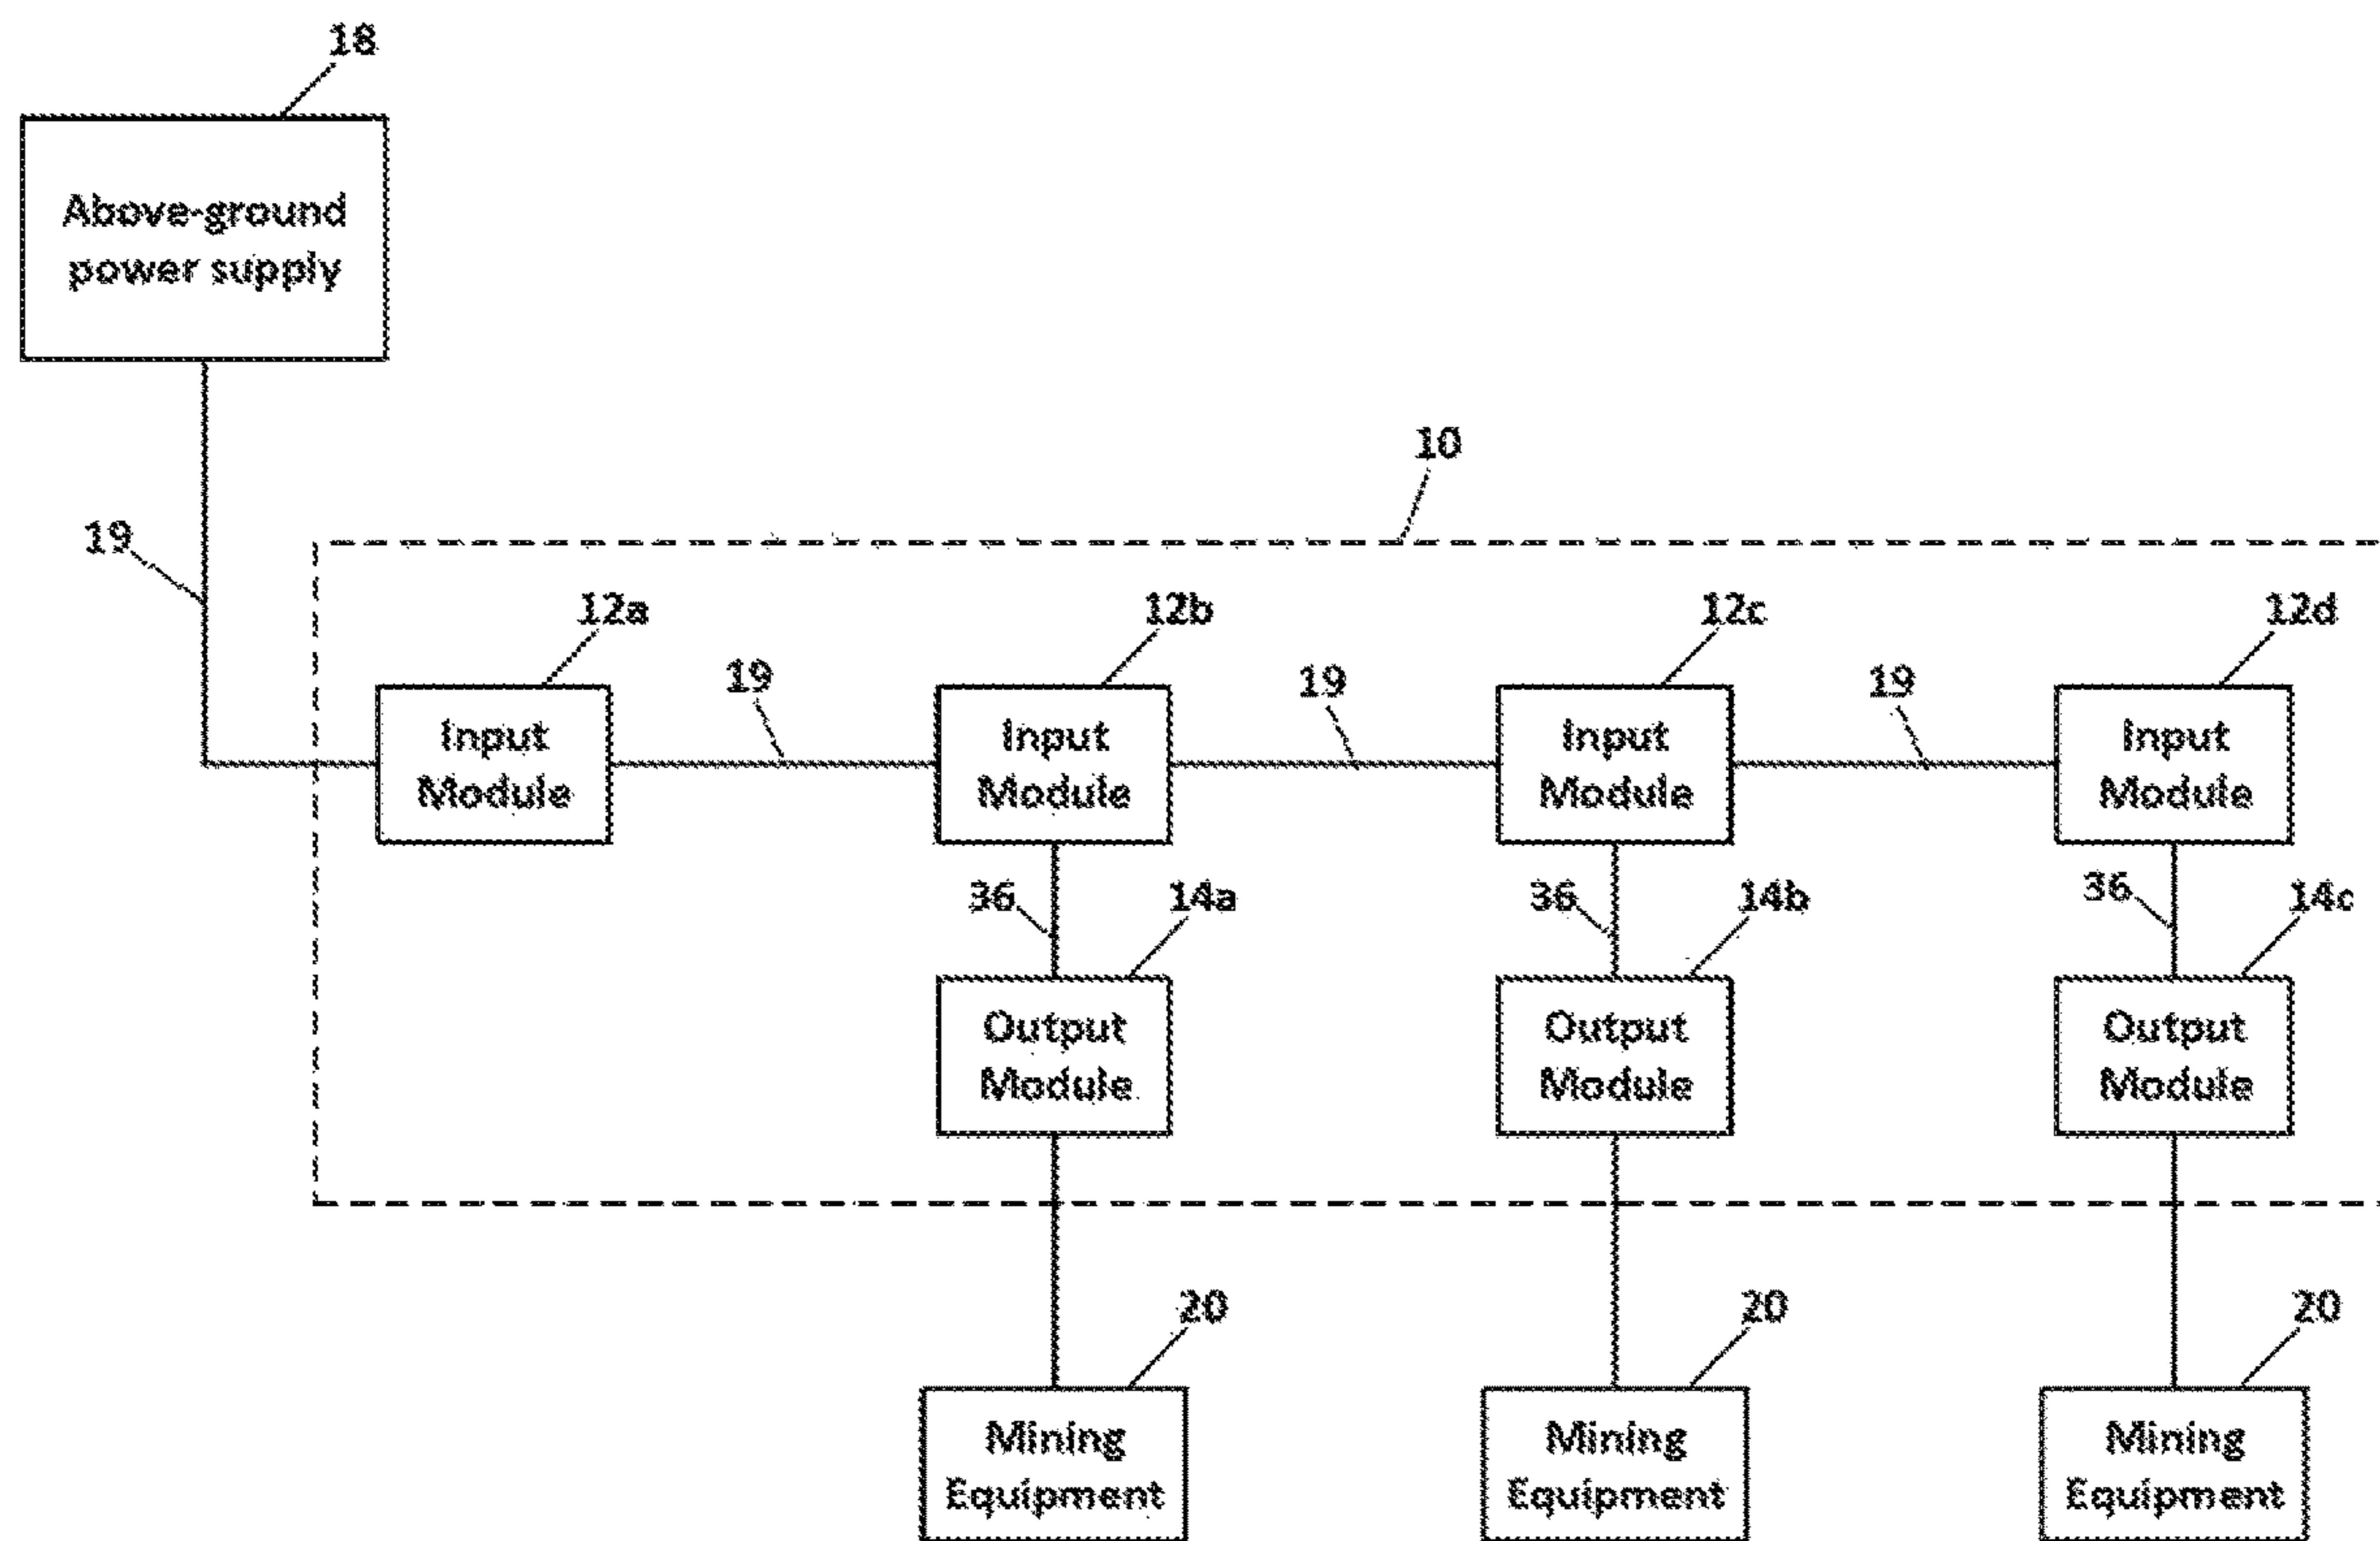 18
Above-ground
power supply
10
19
12a
12b
12c
12d
19
19
19
Input
Module
Input
Module
Input
Module
Input
Module
36
14a
36
14b
36
14c
Output
Module
Output
Module
Output
Module
20
20
20
Mining
Equipment
Mining
Equipment
Mining
Equipment